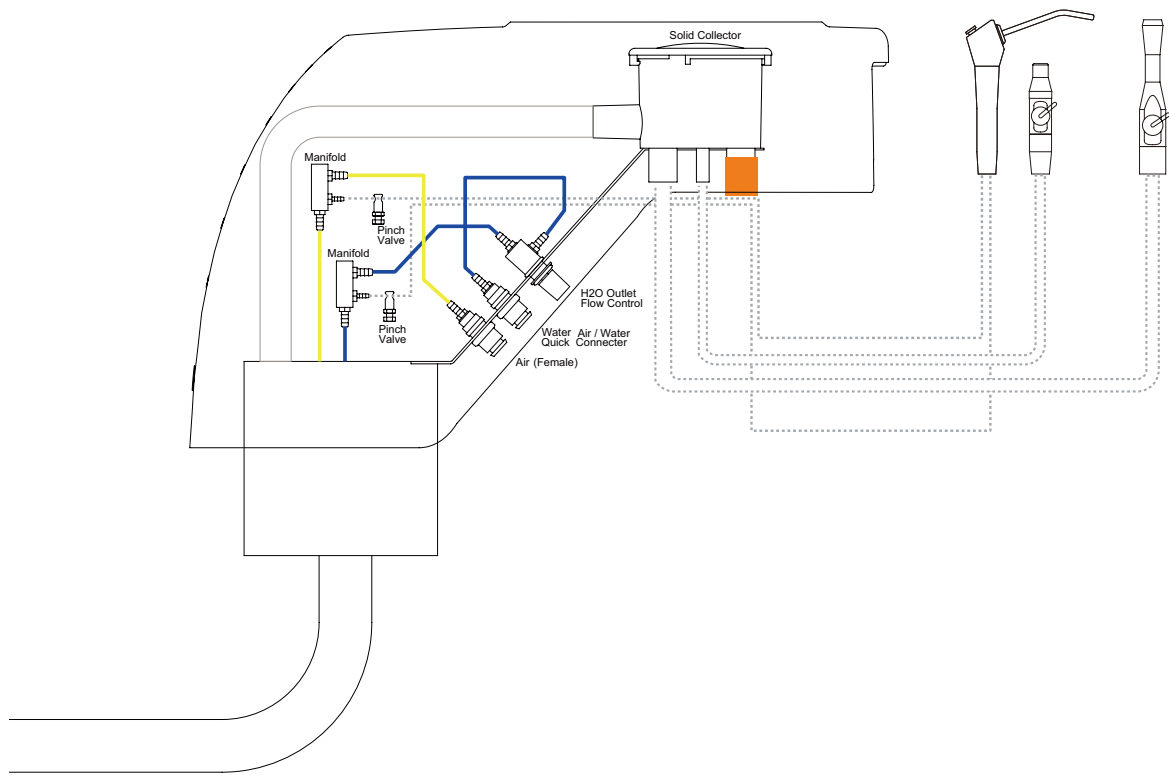 Solid Collector
Manifold
Pinch
Valve
Manifold
Pinch
Valve
H2O Outlet
Flow Control
Water
Quick
Air / Water
Connecter
Air (Female)